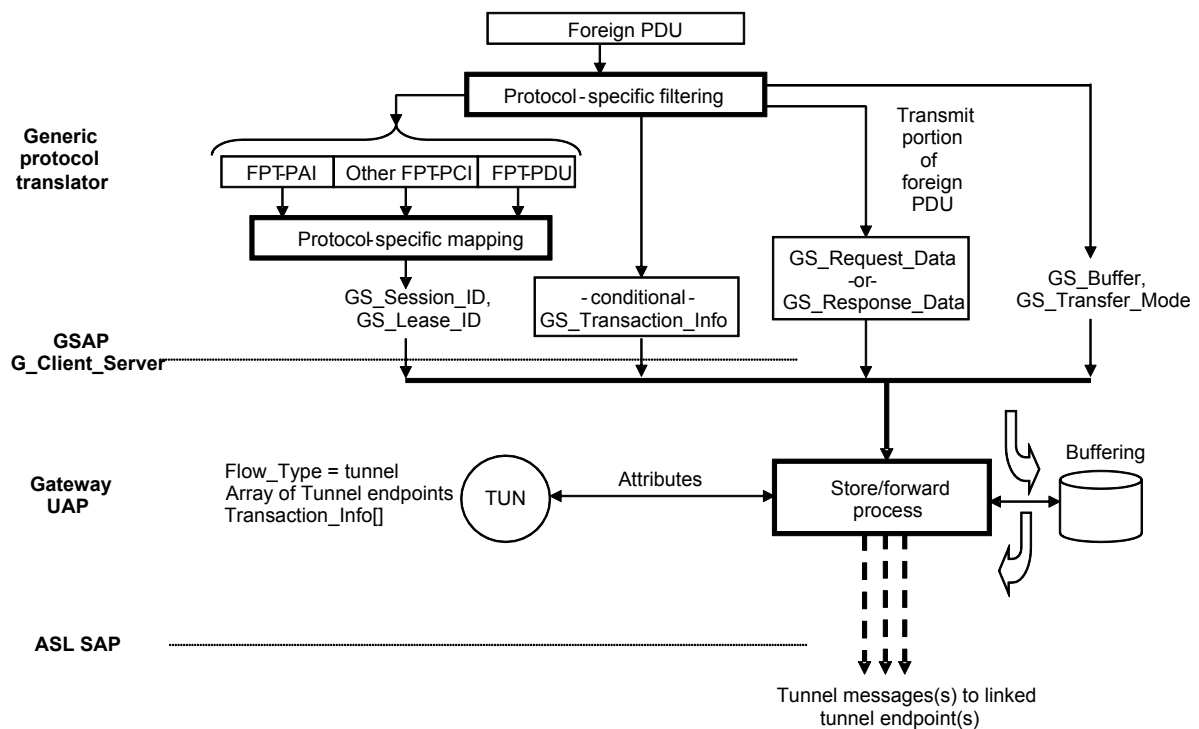 Foreign PDU
Protocol-specific filtering
Generic
protocol
translator
Transmit
portion
of
foreign
PDU
FPT-PAI
Other FPT-PCI
FPT-PDU
Protocol-specific mapping
GS_Session_ID,
GS_Lease_ID
-conditional-
GS_Transaction_Info
GS_Request_Data
-or-
GS_Response_Data
GS_Buffer,
GS_Transfer_Mode
GSAP
G_Client_Server
Gateway
UAP
Flow_Type = tunnel
Array of Tunnel endpoints
Transaction_Info[]
TUN
Attributes
Store/forward
process
Buffering
ASL SAP
Tunnel messages(s) to linked
tunnel endpoint(s)